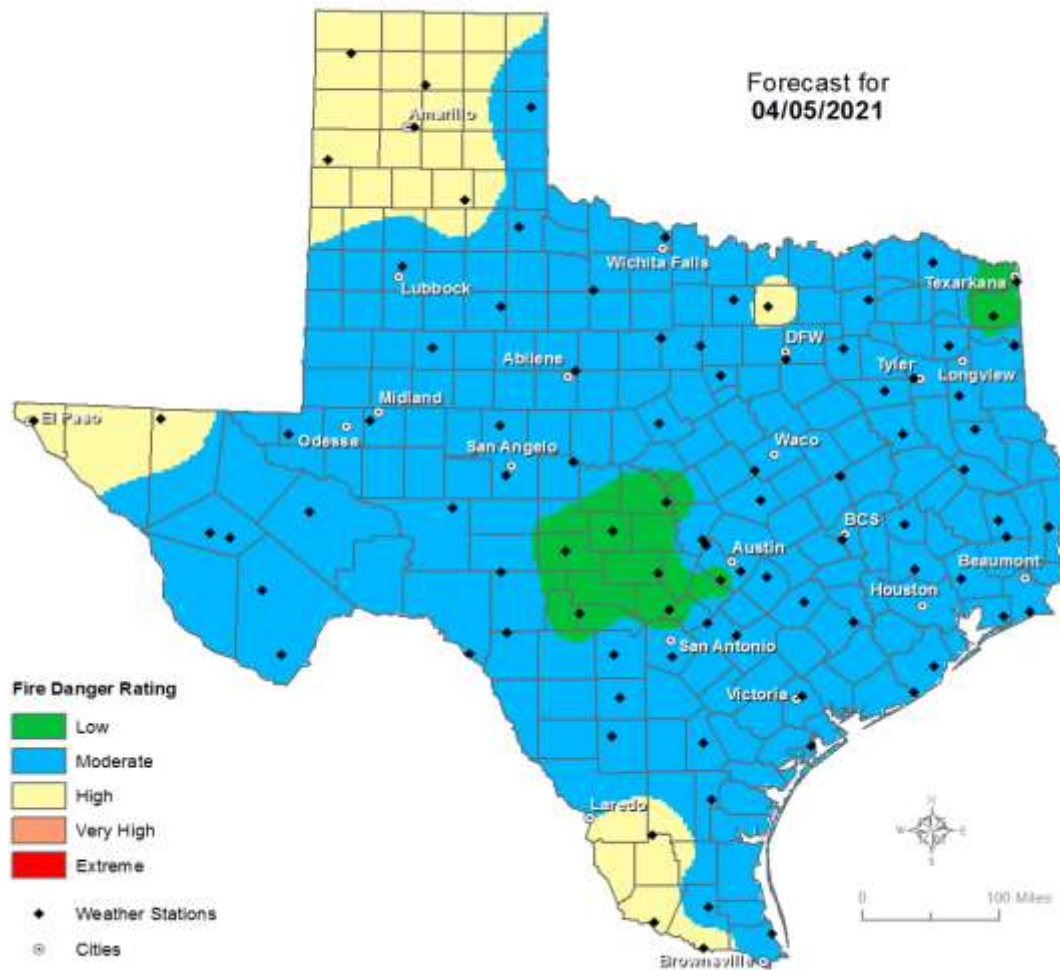 Forecast for
04/05/2021
Amarillo
Wichita Falls
Texarkana
Lubbock
DFW
Abilene
Tyler
Longview
Midland
El Paso
Odessa
Waco
San Angelo
BCS
Austin
Beaumont
Houston
San Antonio
Victoria
Laredo
Brownsville
Fire Danger Rating
Low
Moderate
High
Very High
Extreme
Weather Stations
Cities
N
W E
S
0 100 Miles